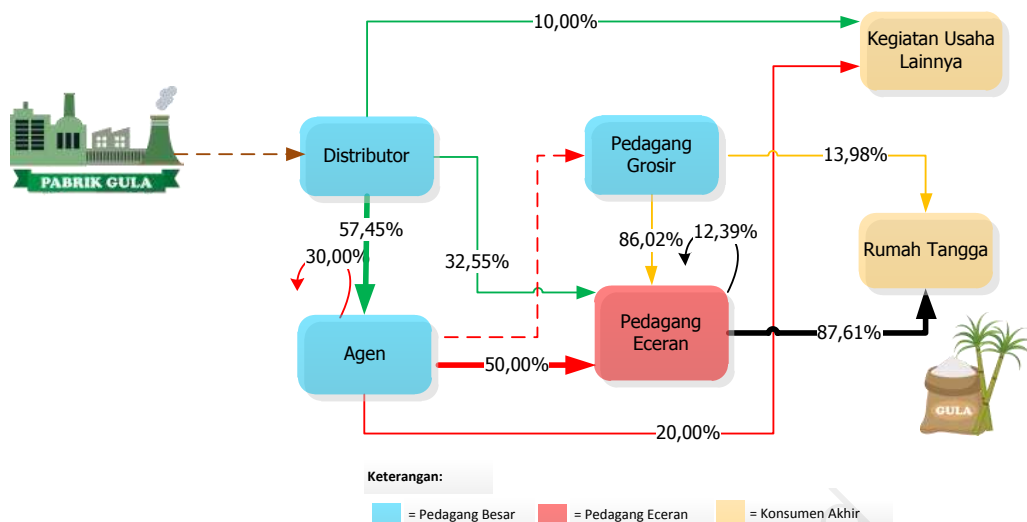 10,00%
Kegiatan Usaha
Lainnya
PABRIK GULA
Distributor
Pedagang
Grosir
13,98%
57,45%
30,00%
32,55%
86,02%
12,39%
Rumah Tangga
Agen
Pedagang
Eceran
50,00%
87,61%
GULA
20,00%
Keterangan:
= Pedagang Besar
= Pedagang Eceran
= Konsumen Akhir